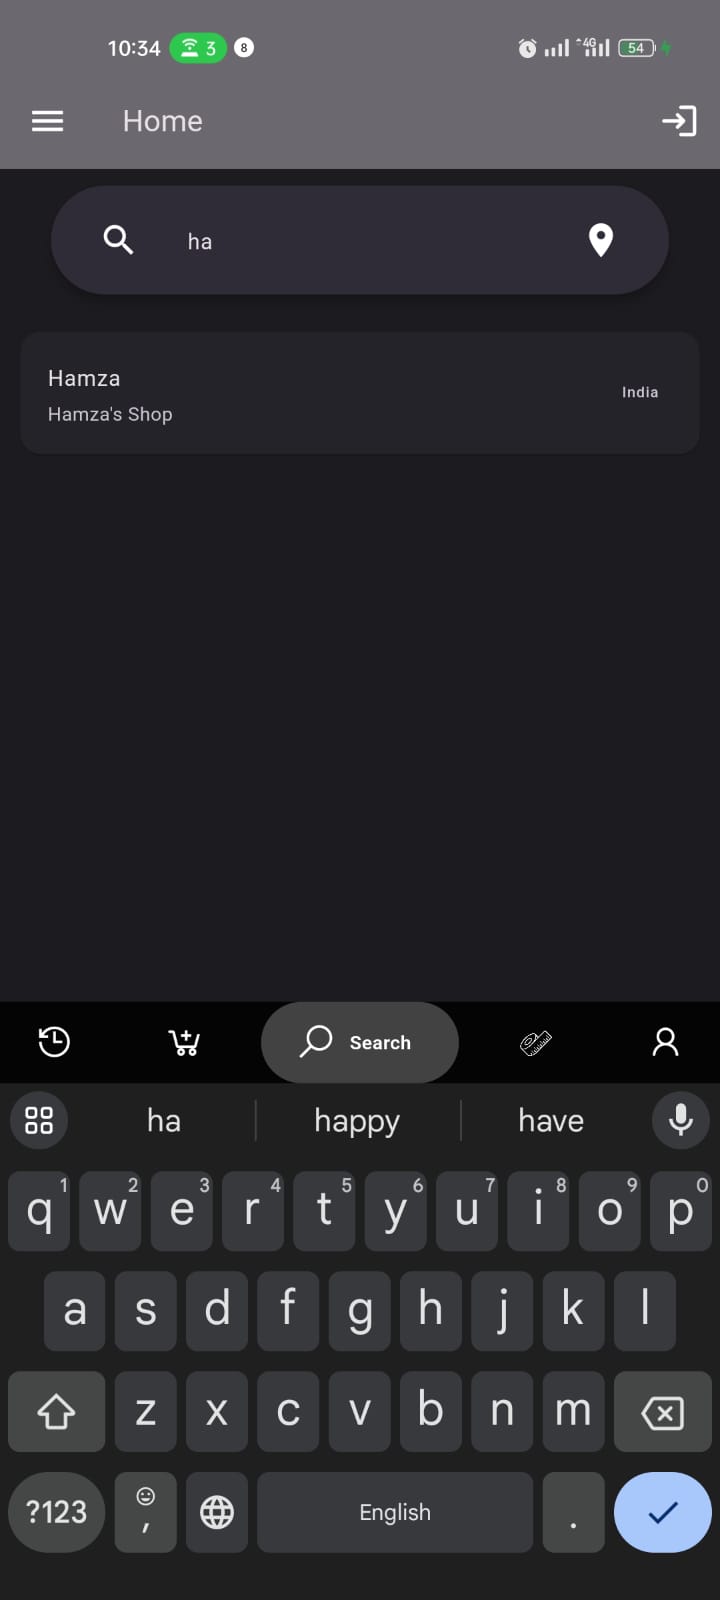 10:34 3 8 4G 54
Home
ha
Hamza
Hamza's Shop
India
Search
ha happy have
q1 w2 e3 r4 t5 y6 u7 i8 o9 p0
a s d f g h j k l
z x c v b n m
?123 , English .